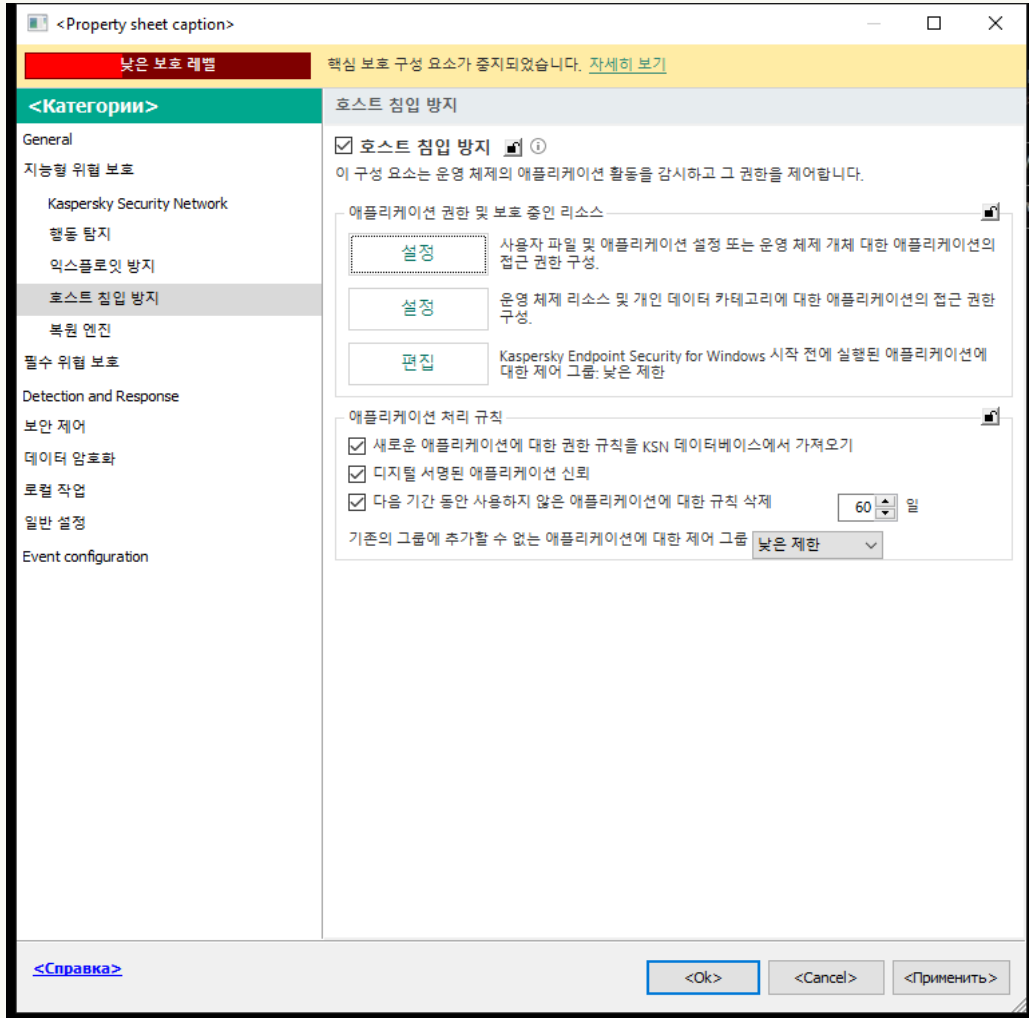 <Property sheet caption>
낮은 보호 레벨
핵심 보호 구성 요소가 중지되었습니다. 자세히 보기
<Категории>
호스트 침입 방지
General
지능형 위협 보호
Kaspersky Security Network
행동 탐지
익스플로잇 방지
호스트 침입 방지
복원 엔진
필수 위협 보호
Detection and Response
보안 제어
데이터 암호화
로컬 작업
일반 설정
Event configuration
호스트 침입 방지
이 구성 요소는 운영 체제의 애플리케이션 활동을 감시하고 그 권한을 제어합니다.
애플리케이션 권한 및 보호 중인 리소스
설정
사용자 파일 및 애플리케이션 설정 또는 운영 체제 개체 대한 애플리케이션의
접근 권한 구성.
설정
운영 체제 리소스 및 개인 데이터 카테고리에 대한 애플리케이션의 접근 권한
구성.
편집
Kaspersky Endpoint Security for Windows 시작 전에 실행된 애플리케이션에
대한 제어 그룹: 낮은 제한
애플리케이션 처리 규칙
새로운 애플리케이션에 대한 권한 규칙을 KSN 데이터베이스에서 가져오기
디지털 서명된 애플리케이션 신뢰
다음 기간 동안 사용하지 않은 애플리케이션에 대한 규칙 삭제 60 일
기존의 그룹에 추가할 수 없는 애플리케이션에 대한 제어 그룹 낮은 제한
<Справка>
<Ok> <Cancel> <Применить>